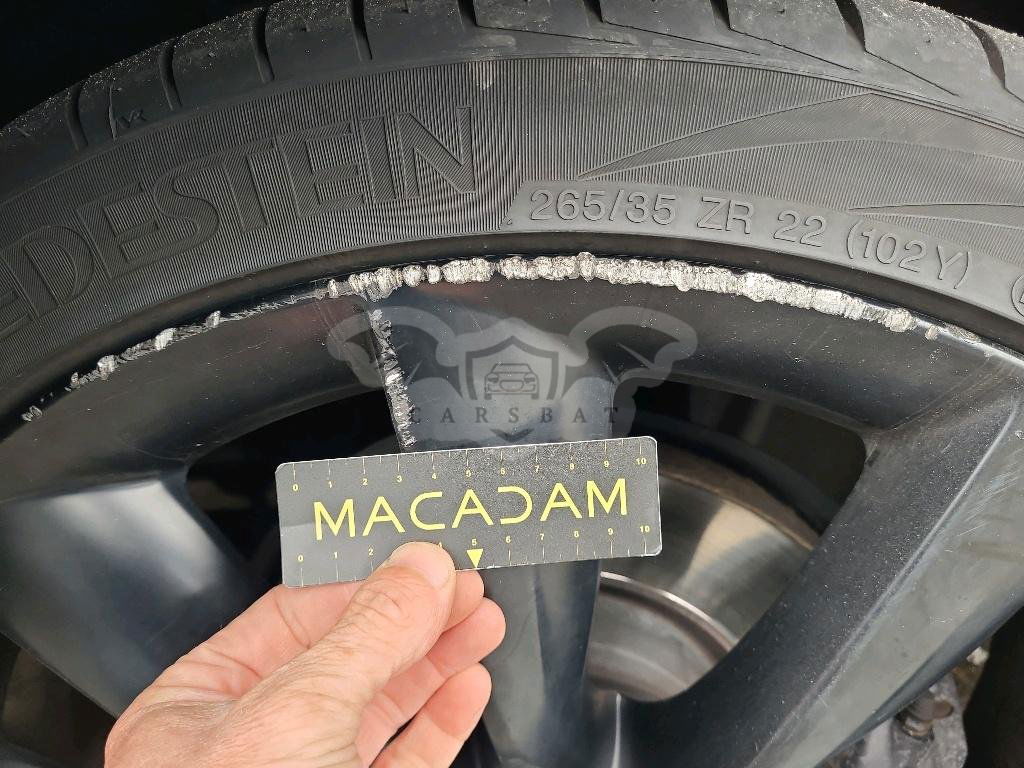 EDESTEIN
265/35 ZR 22 (102Y)
CARSBAT
0 1 2 3 4 5 6 7 8 9 10
MACADAM
0 1 2 4 5 6 7 8 9 10